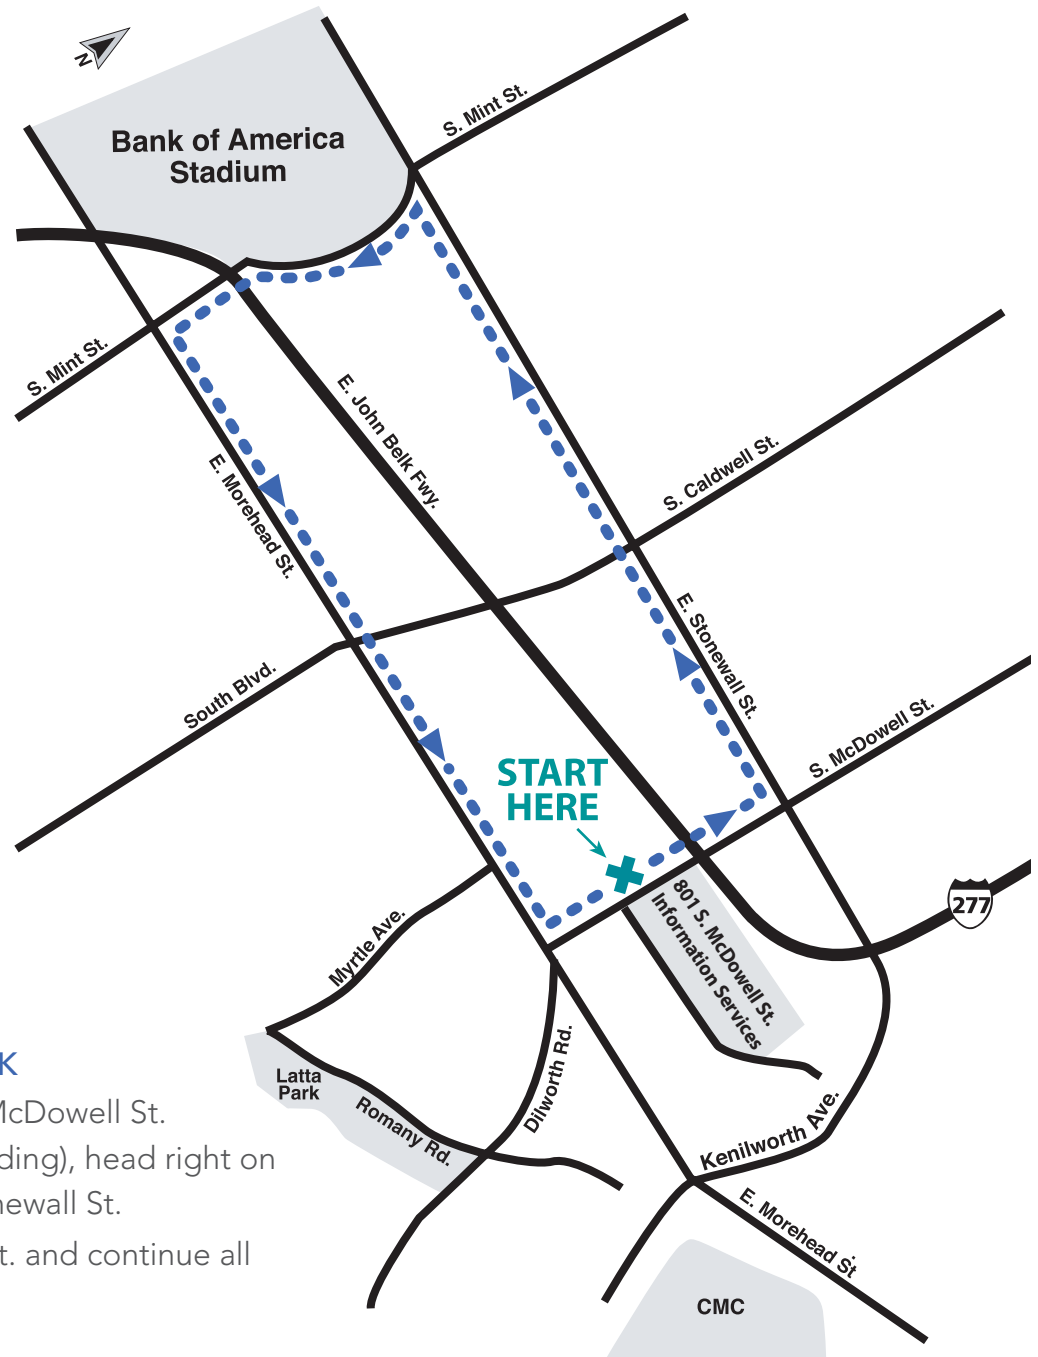 N
Bank of America
Stadium
S. Mint St.
S. Mint St.
E. John Belk Fwy.
E. Morehead St.
S. Caldwell St.
South Blvd.
E. Stonewall St.
S. McDowell St.
START
HERE
801 S. McDowell St.
Information Services
277
Myrtle Ave.
Latta
Park
Romany Rd.
Dilworth Rd.
Kenilworth Ave.
E. Morehead St.
CMC
K
McDowell St.
ding), head right on
newall St.
t. and continue all